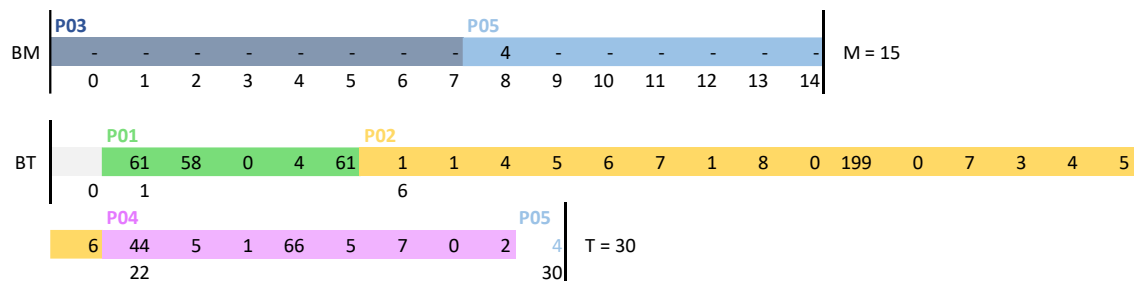 P03 P05
BM - - - - - - - - 4 - - - - - - M = 15
0 1 2 3 4 5 6 7 8 9 10 11 12 13 14
P01 P02
BT 61 58 0 4 61 1 1 4 5 6 7 1 8 0 199 0 7 3 4 5
0 1 6
P04 P05
6 44 5 1 66 5 7 0 2 4 T = 30
22 30